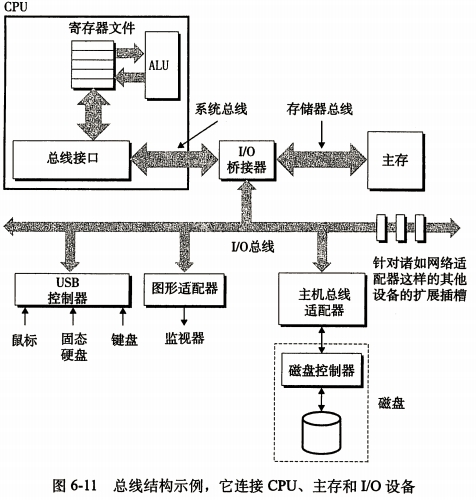 CPU
寄存器文件
ALU
系统总线
存储器总线
总线接口
I/O
桥接器
主存
I/O总线
针对诸如网络适
配器这样的其他
设备的扩展插槽
USB
控制器
图形适配器
主机总线
适配器
鼠标
固态
硬盘
键盘
监视器
磁盘控制器
磁盘
图 6-11 总线结构示例，它连接 CPU、主存和 I/O 设备